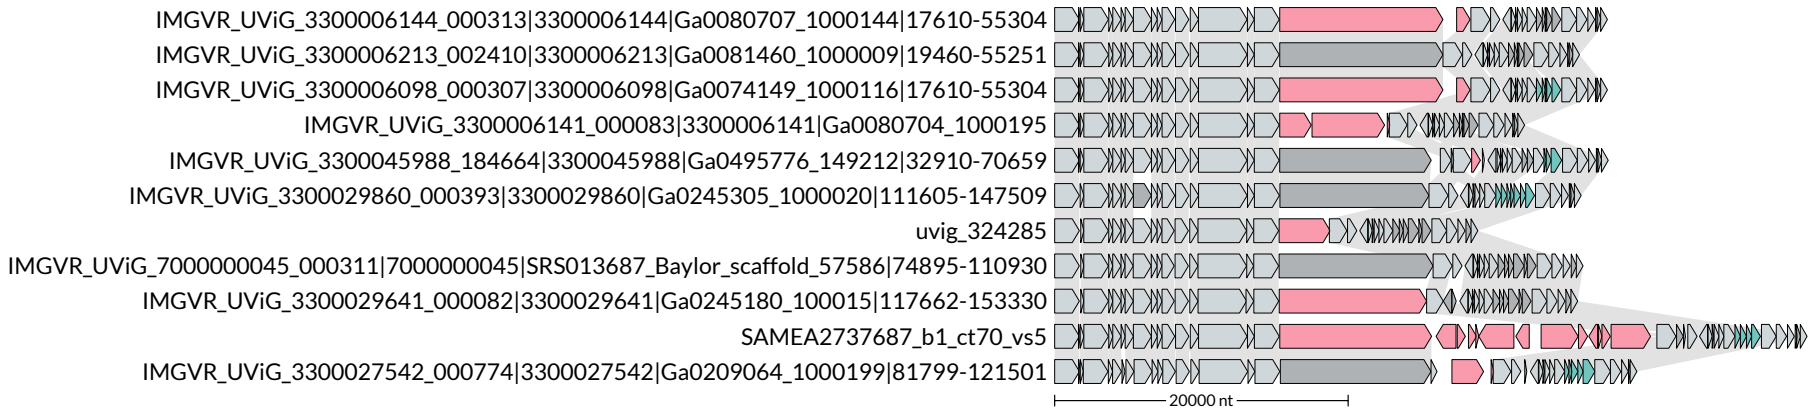 IMGVR_UViG_3300006144_000313|3300006144|Ga0080707_1000144|17610-55304
IMGVR_UViG_3300006213_002410|3300006213|Ga0081460_1000009|19460-55251
IMGVR_UViG_3300006098_000307|3300006098|Ga0074149_1000116|17610-55304
IMGVR_UViG_3300006141_000083|3300006141|Ga0080704_1000195
IMGVR_UViG_3300045988_184664|3300045988|Ga0495776_149212|32910-70659
IMGVR_UViG_3300029860_000393|3300029860|Ga0245305_1000020|111605-147509
uvig_324285
IMGVR_UViG_7000000045_000311|7000000045|SRS013687_Baylor_scaffold_57586|74895-110930
IMGVR_UViG_3300029641_000082|3300029641|Ga0245180_100015|117662-153330
SAMEA2737687_b1_ct70_vs5
IMGVR_UViG_3300027542_000774|3300027542|Ga0209064_1000199|81799-121501
20000 nt